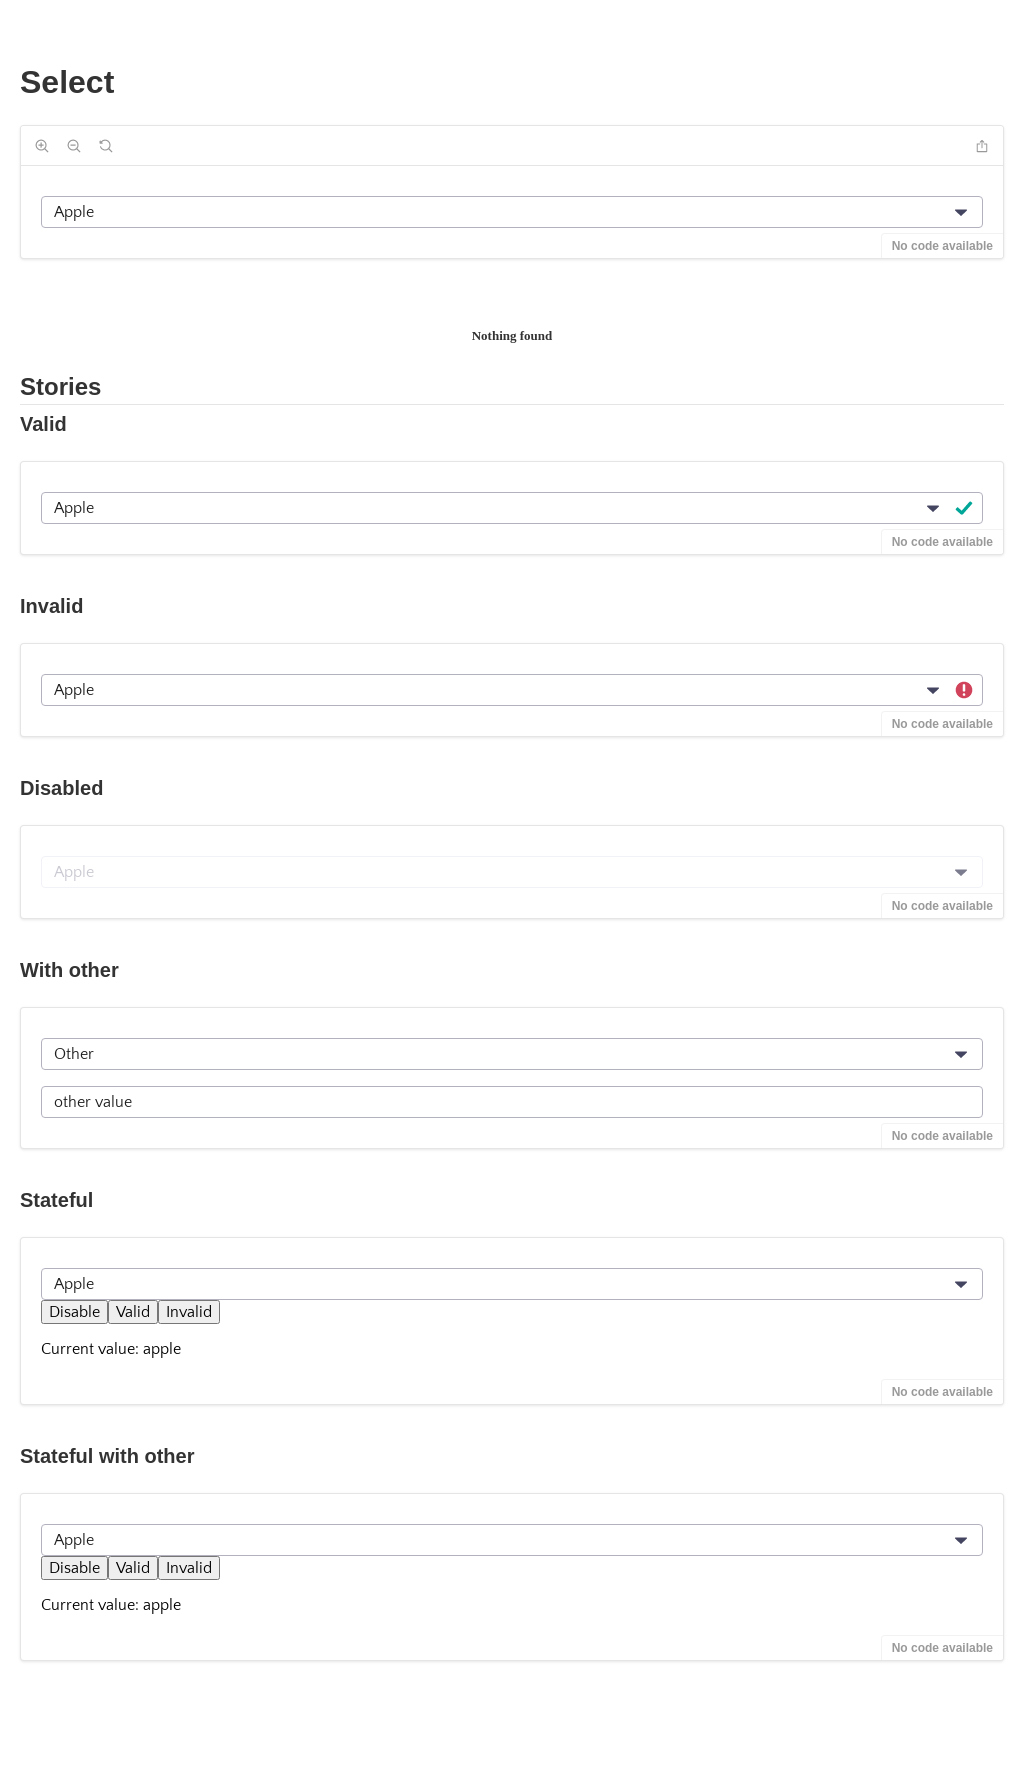 Select
Apple
No code available
Nothing found
Stories
Valid
Apple
No code available
Invalid
Apple
No code available
Disabled
Apple
No code available
With other
Other
other value
No code available
Stateful
Apple
Disable Valid Invalid
Current value: apple
No code available
Stateful with other
Apple
Disable Valid Invalid
Current value: apple
No code available